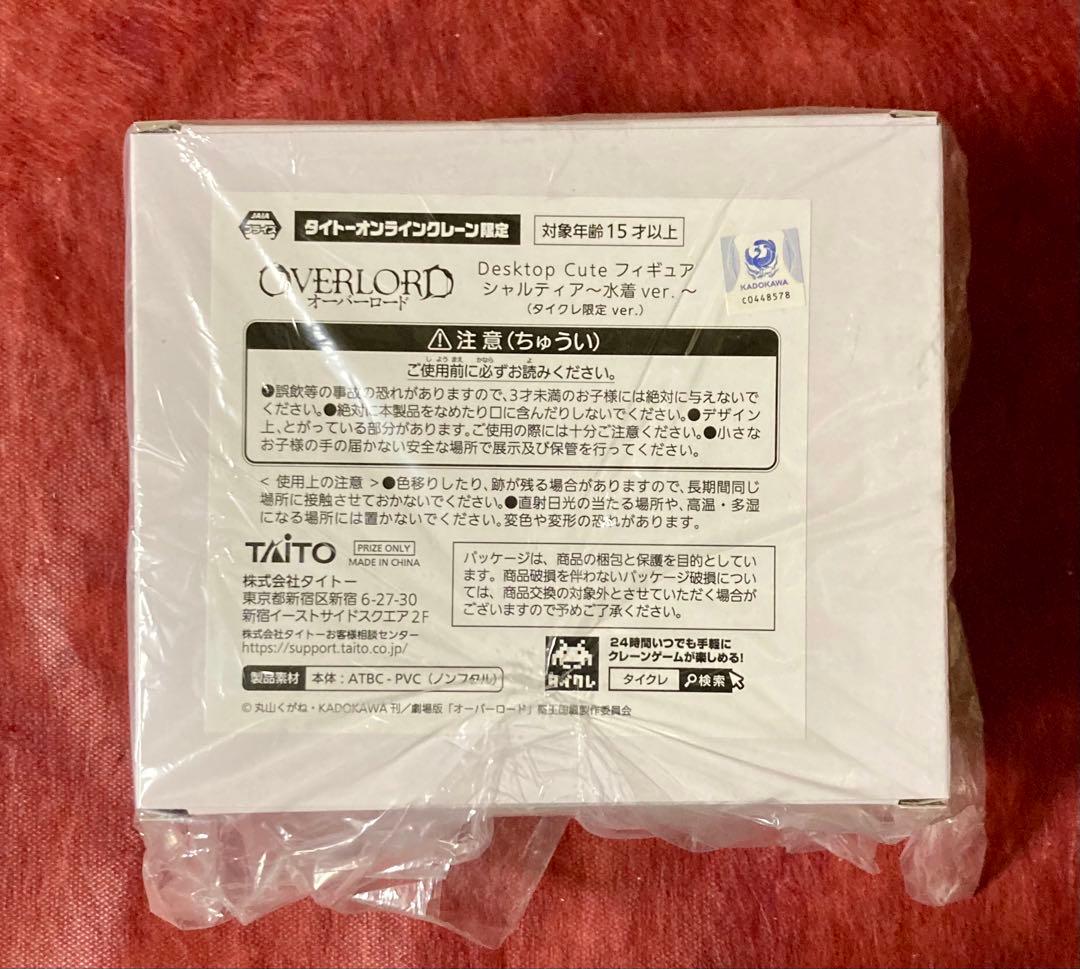 JAIA
プライズ
タイトーオンラインクレーン限定
対象年齢15才以上
OVERLORD
オーバーロード
Desktop Cute フィギュア
シャルティア〜水着 ver. 〜
(タイクレ限定 ver.)
KADOKAWA
C0448578
⚠注意(ちゅうい)
しようまえ かなら よ
ご使用前に必ずお読みください。
●誤飲等の事故の恐れがありますので、3才未満のお子様には絶対に与えないで
ください。●絶対に本製品をなめたり口に含んだりしないでください。●デザイン
上、とがっている部分があります。ご使用の際には十分ご注意ください。●小さな
お子様の手の届かない安全な場所で展示及び保管を行ってください。
< 使用上の注意 >●色移りしたり、跡が残る場合がありますので、長期間同じ
場所に接触させておかないでください。●直射日光の当たる場所や、高温・多湿
になる場所には置かないでください。変色や変形の恐れがあります。
TAITO
PRIZE ONLY
MADE IN CHINA
株式会社タイトー
東京都新宿区新宿 6-27-30
新宿イーストサイドスクエア 2F
株式会社タイトーお客様相談センター
https://support.taito.co.jp/
パッケージは、商品の梱包と保護を目的としてい
ます。商品破損を伴わないパッケージ破損について
は、商品交換の対象外とさせていただく場合が
ございますので予めご了承ください。
タイクレ
24時間いつでも手軽に
クレーンゲームが楽しめる!
タイクレ 検索
製品素材 本体:ATBC-PVC(ノンフタル)
©丸山くがね・KADOKAWA刊/劇場版「オーバーロード」聖王国編製作委員会